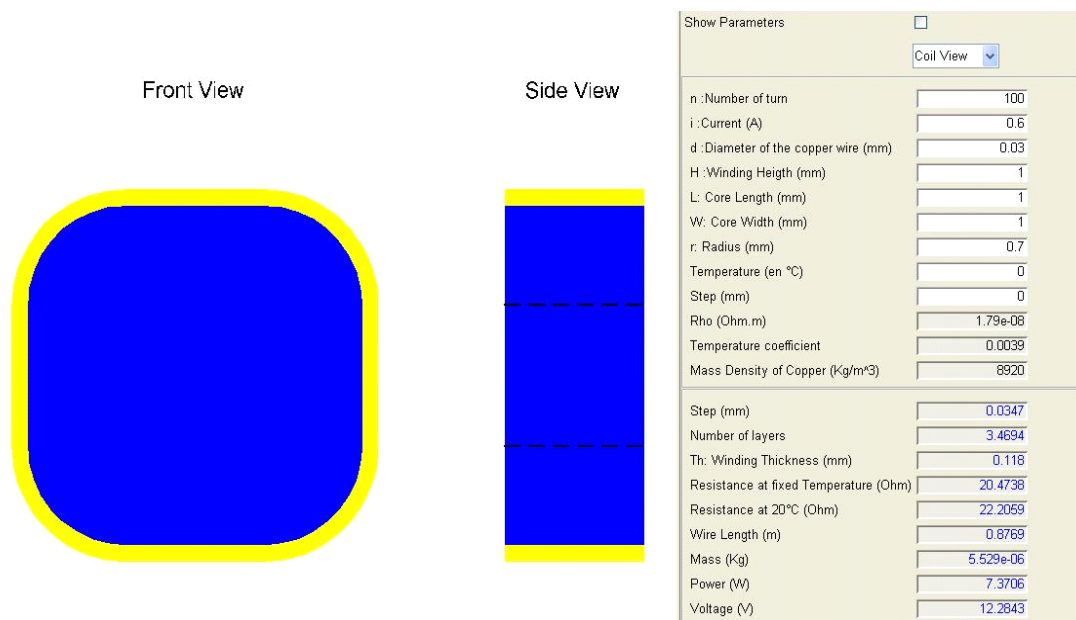 Show Parameters
Coil View
Front View
Side View
n :Number of turn 100
i :Current (A) 0.6
d :Diameter of the copper wire (mm) 0.03
H :Winding Heigth (mm) 1
L: Core Length (mm) 1
W: Core Width (mm) 1
r: Radius (mm) 0.7
Temperature (en °C) 0
Step (mm) 0
Rho (Ohm.m) 1.79e-08
Temperature coefficient 0.0039
Mass Density of Copper (Kg/m^3) 8920
Step (mm) 0.0347
Number of layers 3.4694
Th: Winding Thickness (mm) 0.118
Resistance at fixed Temperature (Ohm) 20.4738
Resistance at 20°C (Ohm) 22.2059
Wire Length (m) 0.8769
Mass (Kg) 5.529e-06
Power (W) 7.3706
Voltage (V) 12.2843